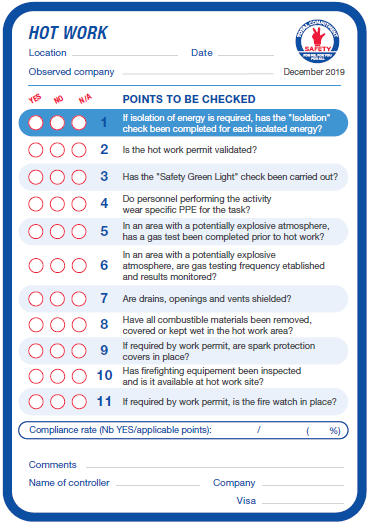 HOT WORK
TOTAL COMMITMENT
SAFETY
FOR ME, FOR YOU
FOR ALL
Location
Date
Observed company
December 2019
YES
NO
N/A
POINTS TO BE CHECKED
1 If isolation of energy is required, has the "Isolation"
check been completed for each isolated energy?
2 Is the hot work permit validated?
3 Has the "Safety Green Light" check been carried out?
4 Do personnel performing the activity
wear specific PPE for the task?
5 In an area with a potentially explosive atmosphere,
has a gas test been completed prior to hot work?
6 In an area with a potentially explosive
atmosphere, are gas testing frequency etablished
and results monitored?
7 Are drains, openings and vents shielded?
8 Have all combustible materials been removed,
covered or kept wet in the hot work area?
9 If required by work permit, are spark protection
covers in place?
10 Has firefighting equipement been inspected
and is it available at hot work site?
11 If required by work permit, is the fire watch in place?
Compliance rate (Nb YES/applicable points): / ( %)
Comments
Name of controller
Company
Visa